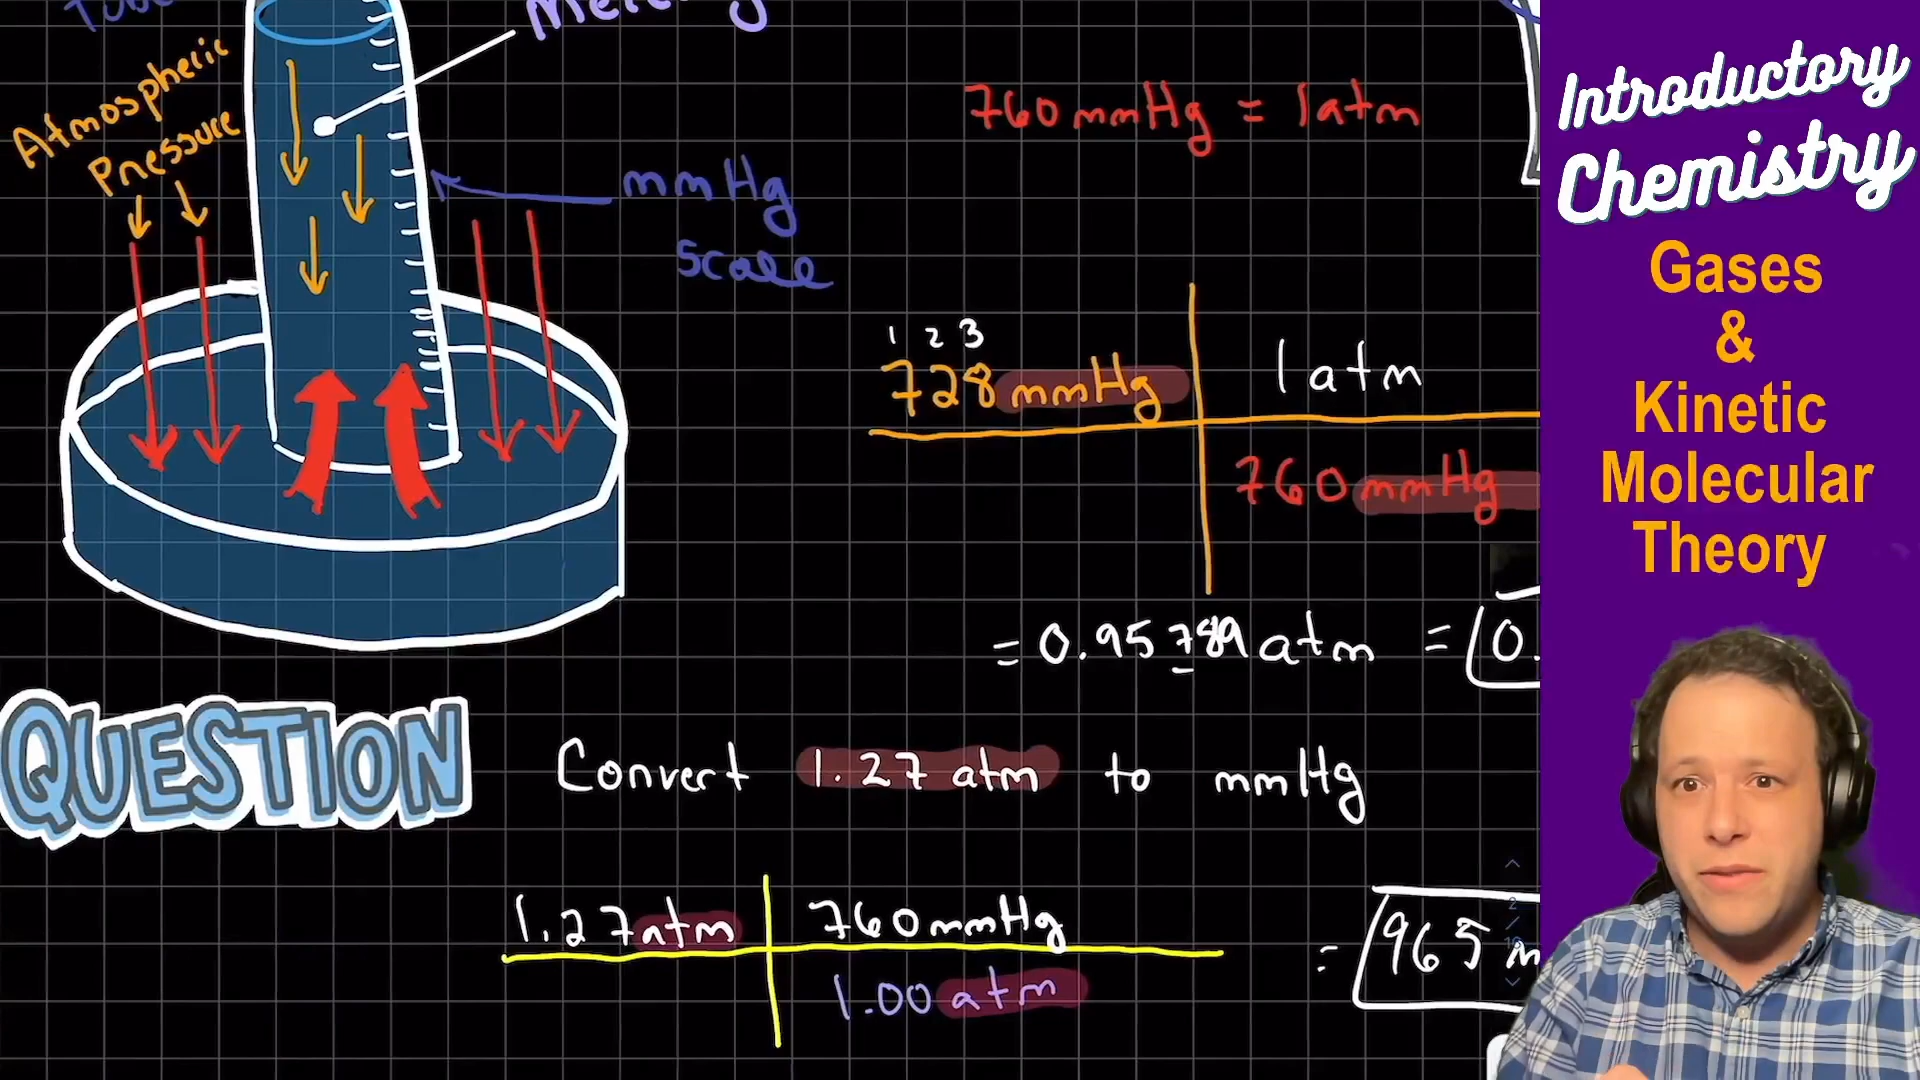 Tube
Atmospheric
Pressure
mmHg
Scale
760 mmHg = 1 atm
1 2 3
728 mmHg
1 atm
760 mmHg
= 0.95789 atm = 0.
QUESTION
Convert 1.27 atm to mmHg
1.27 atm
760 mmHg
1.00 atm
= 965 m
Introductory
Chemistry
Gases
&
Kinetic
Molecular
Theory